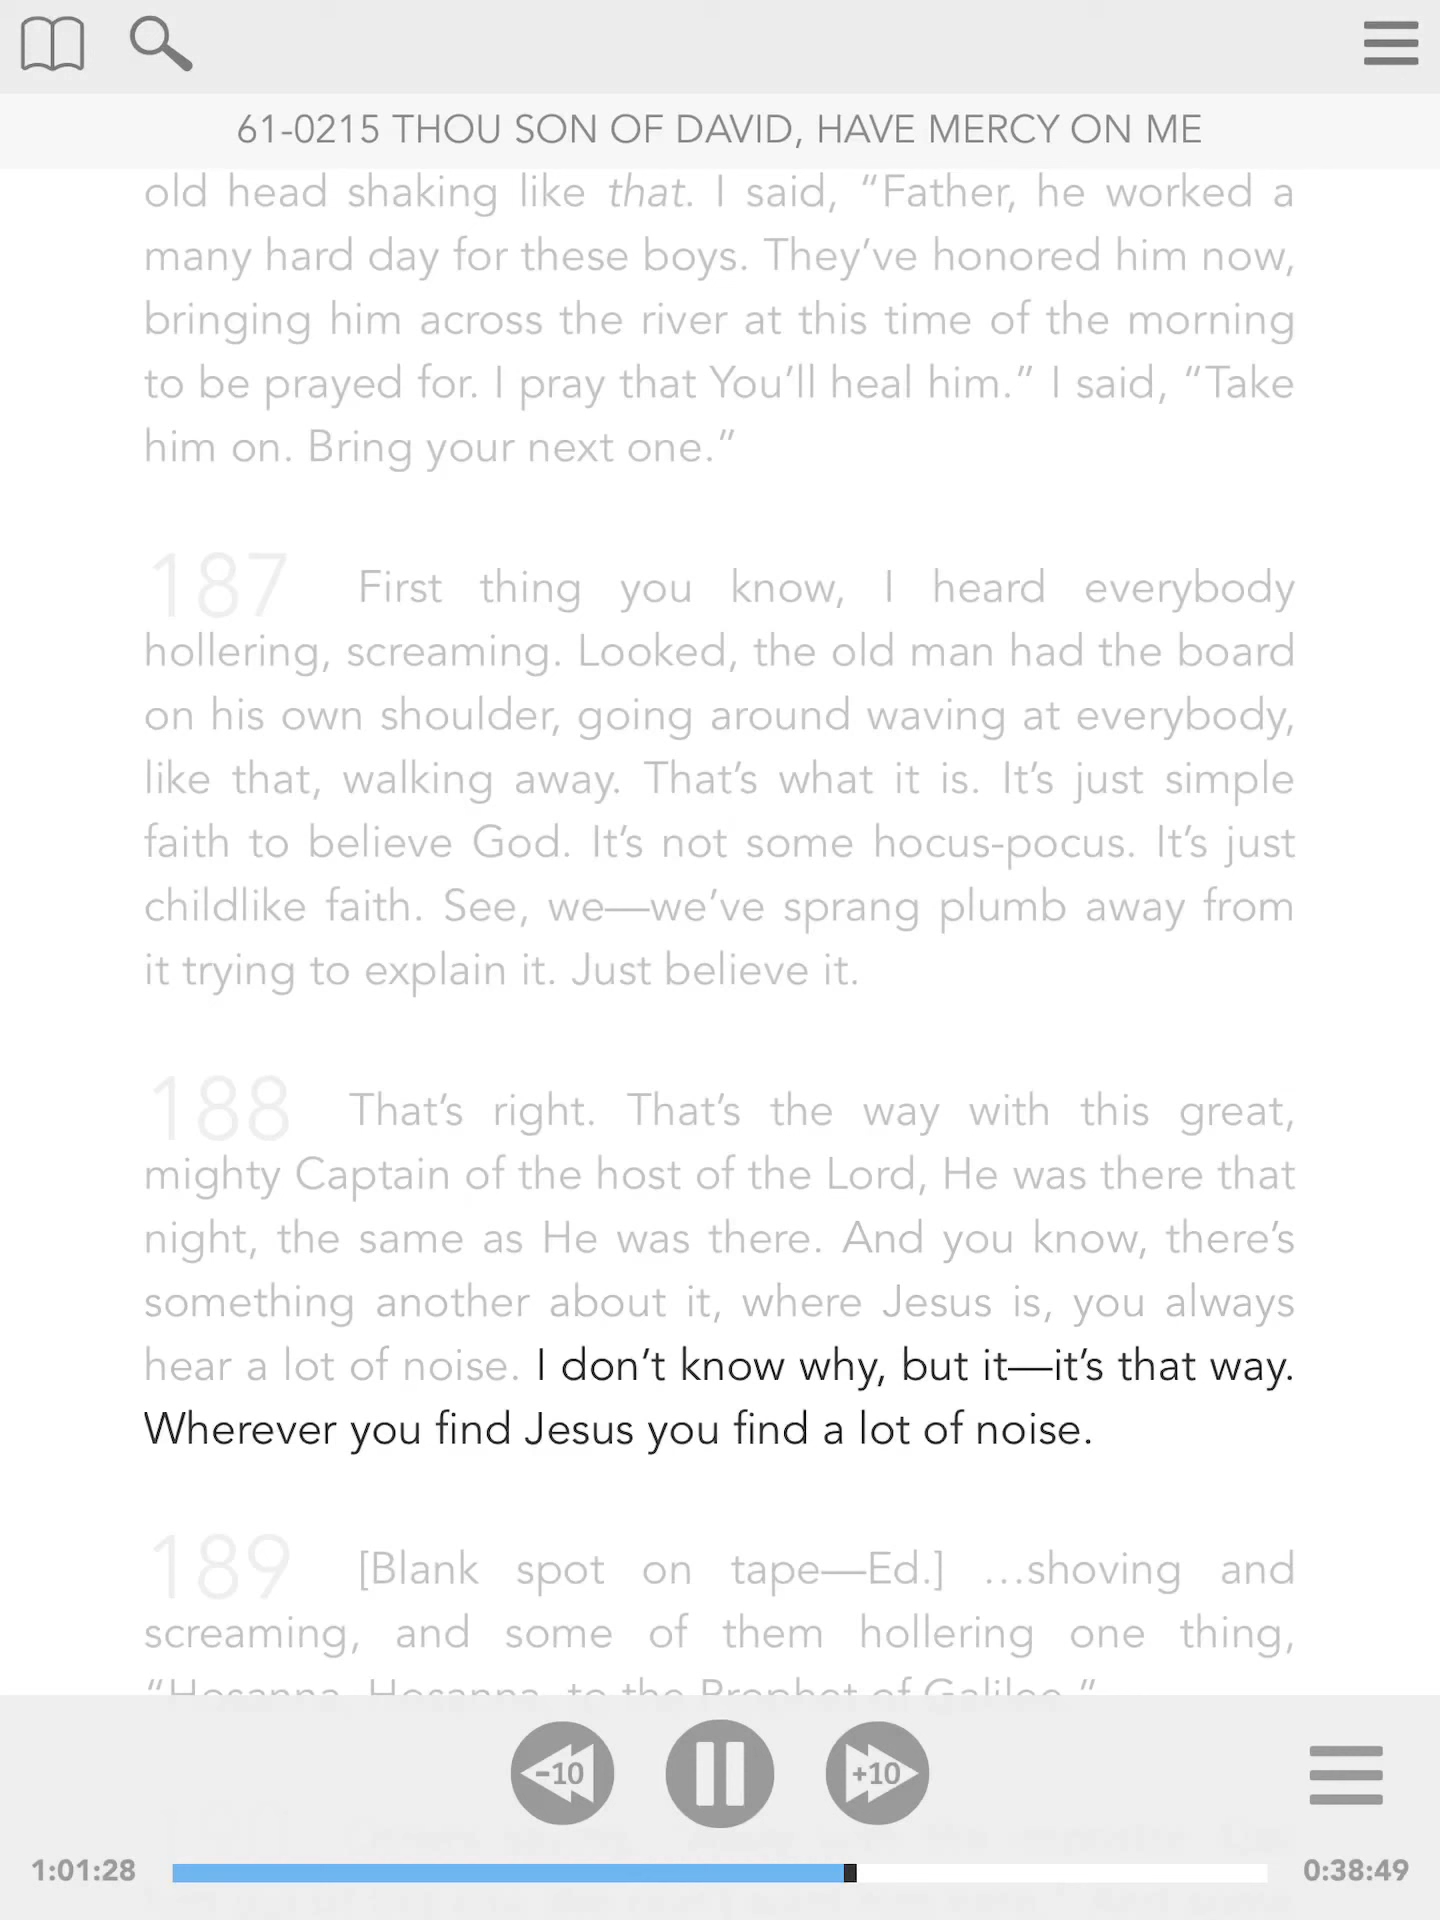 61-0215 THOU SON OF DAVID, HAVE MERCY ON ME
old head shaking like that. I said, “Father, he worked a
many hard day for these boys. They’ve honored him now,
bringing him across the river at this time of the morning
to be prayed for. I pray that You’ll heal him.” I said, “Take
him on. Bring your next one.”
187 First thing you know, I heard everybody
hollering, screaming. Looked, the old man had the board
on his own shoulder, going around waving at everybody,
like that, walking away. That’s what it is. It’s just simple
faith to believe God. It’s not some hocus-pocus. It’s just
childlike faith. See, we—we’ve sprang plumb away from
it trying to explain it. Just believe it.
188 That’s right. That’s the way with this great,
mighty Captain of the host of the Lord, He was there that
night, the same as He was there. And you know, there’s
something another about it, where Jesus is, you always
hear a lot of noise. I don’t know why, but it—it’s that way.
Wherever you find Jesus you find a lot of noise.
189 [Blank spot on tape—Ed.] …shoving and
screaming, and some of them hollering one thing,
“Hosanna, Hosanna, to the Prophet of Galilee.”
-10 +10
1:01:28 0:38:49